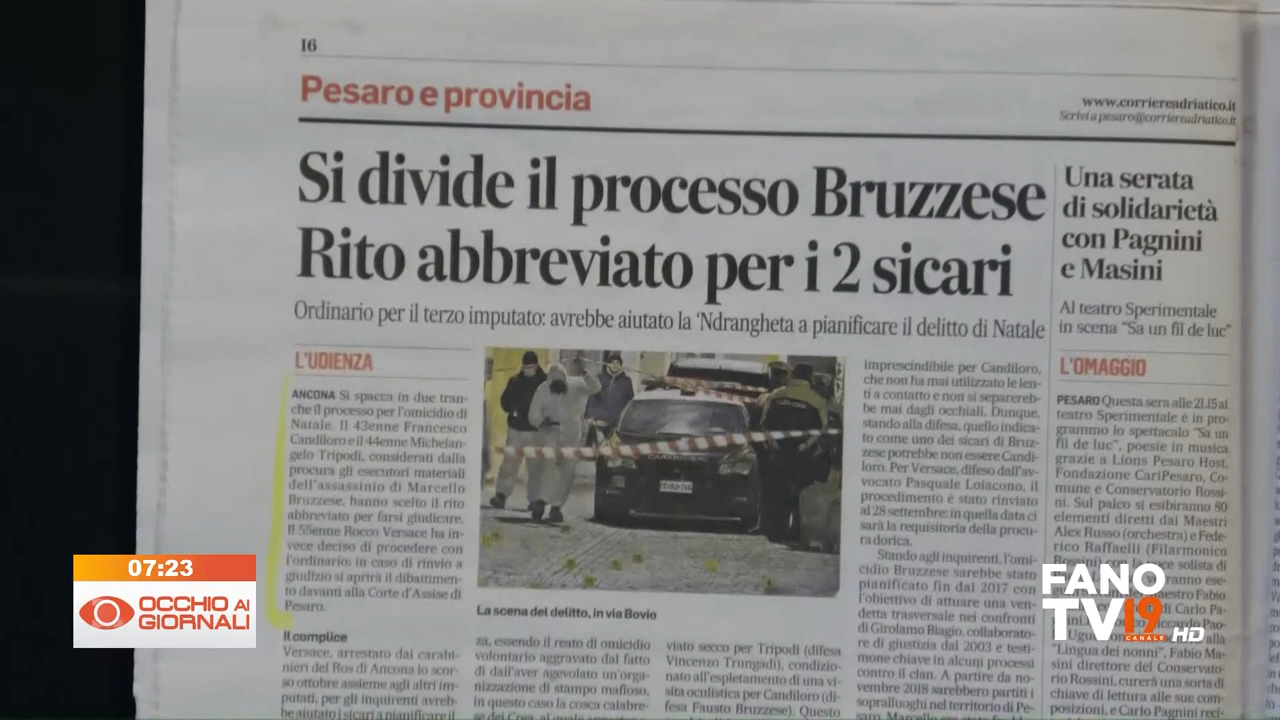 16
Pesaro e provincia
www.corriereadriatico.it
Scrivi a pesaro@corriereadriatico.it
Si divide il processo Bruzzese
Rito abbreviato per i 2 sicari
Ordinario per il terzo imputato: avrebbe aiutato la 'Ndrangheta a pianificare il delitto di Natale
L'UDIENZA
ANCONA Si spacca in due tran-
che il processo per l'omicidio di
Natale. Il 43enne Francesco
Candiloro e il 44enne Michelan-
gelo Tripodi, considerati dalla
procura gli esecutori materiali
dell'assassinio di Marcello
Bruzzese, hanno scelto il rito
abbreviato per farsi giudicare.
Il 55enne Rocco Versace ha in-
vece deciso di procedere con
l'ordinario: in caso di rinvio a
giudizio si aprirà il dibattimen-
to davanti alla Corte d'Assise di
Pesaro.
Il complice
Versace, arrestato dai carabi-
nieri del Ros di Ancona lo scor-
so ottobre assieme agli altri im-
putati, per gli inquirenti avreb-
be aiutato i sicari a pianificare il
CARABINIERI
La scena del delitto, in via Bovio
za, essendo il reato di omicidio
volontario aggravato dal fatto
di dall'aver agevolato un'orga-
nizzazione di stampo mafioso,
in questo caso la cosca calabre-
viato secco per Tripodi (difesa
Vincenzo Trungadi), condizio-
nato all'espletamento di una vi-
sita oculistica per Candiloro (di-
fesa Fausto Bruzzese). Questo
imprescindibile per Candiloro,
che non ha mai utilizzato le len-
ti a contatto e non si separereb-
be mai dagli occhiali. Dunque,
stando alla difesa, quello indica-
to come uno dei sicari di Bruz-
zese potrebbe non essere Candi-
loro. Per Versace, difeso dall'av-
vocato Pasquale Loiacono, il
procedimento è stato rinviato
al 28 settembre: in quella data ci
sarà la requisitoria della procu-
ra dorica.
Stando agli inquirenti, l'omi-
cidio Bruzzese sarebbe stato
pianificato fin dal 2017 con
l'obiettivo di attuare una ven-
detta trasversale nei confronti
di Girolamo Biagio, collaborato-
re di giustizia dal 2003 e testi-
mone chiave in alcuni processi
contro il clan. A partire da no-
vembre 2018 sarebbero partiti i
sopralluoghi nel territorio di Pe-
Una serata
di solidarietà
con Pagnini
e Masini
Al teatro Sperimentale
in scena "Sa un fil de luc"
L'OMAGGIO
PESARO Questa sera alle 21.15 al
teatro Sperimentale è in pro-
grammo lo spettacalo "Sa un
fil de luc", poesie in musica
grazie a Lions Pesaro Host,
Fondazione CariPesaro, Co-
mune e Conservatorio Rossi-
ni. Sul palco si esibiranno 80
elementi diretti dai Maestri
Alex Russo (orchestra) e Fede-
rico Raffaelli (Filarmonico
solista di
di Carlo Pa-
alla
"Lingua dei nonni", Fabio Ma-
sini direttore del Conservato-
rio Rossini, curerà una sorta di
chiave di lettura alle sue com-
posizioni, e Carlo Pagnini
07:23
OCCHIO AI
GIORNALI
FANO
TV 19
CANALE HD